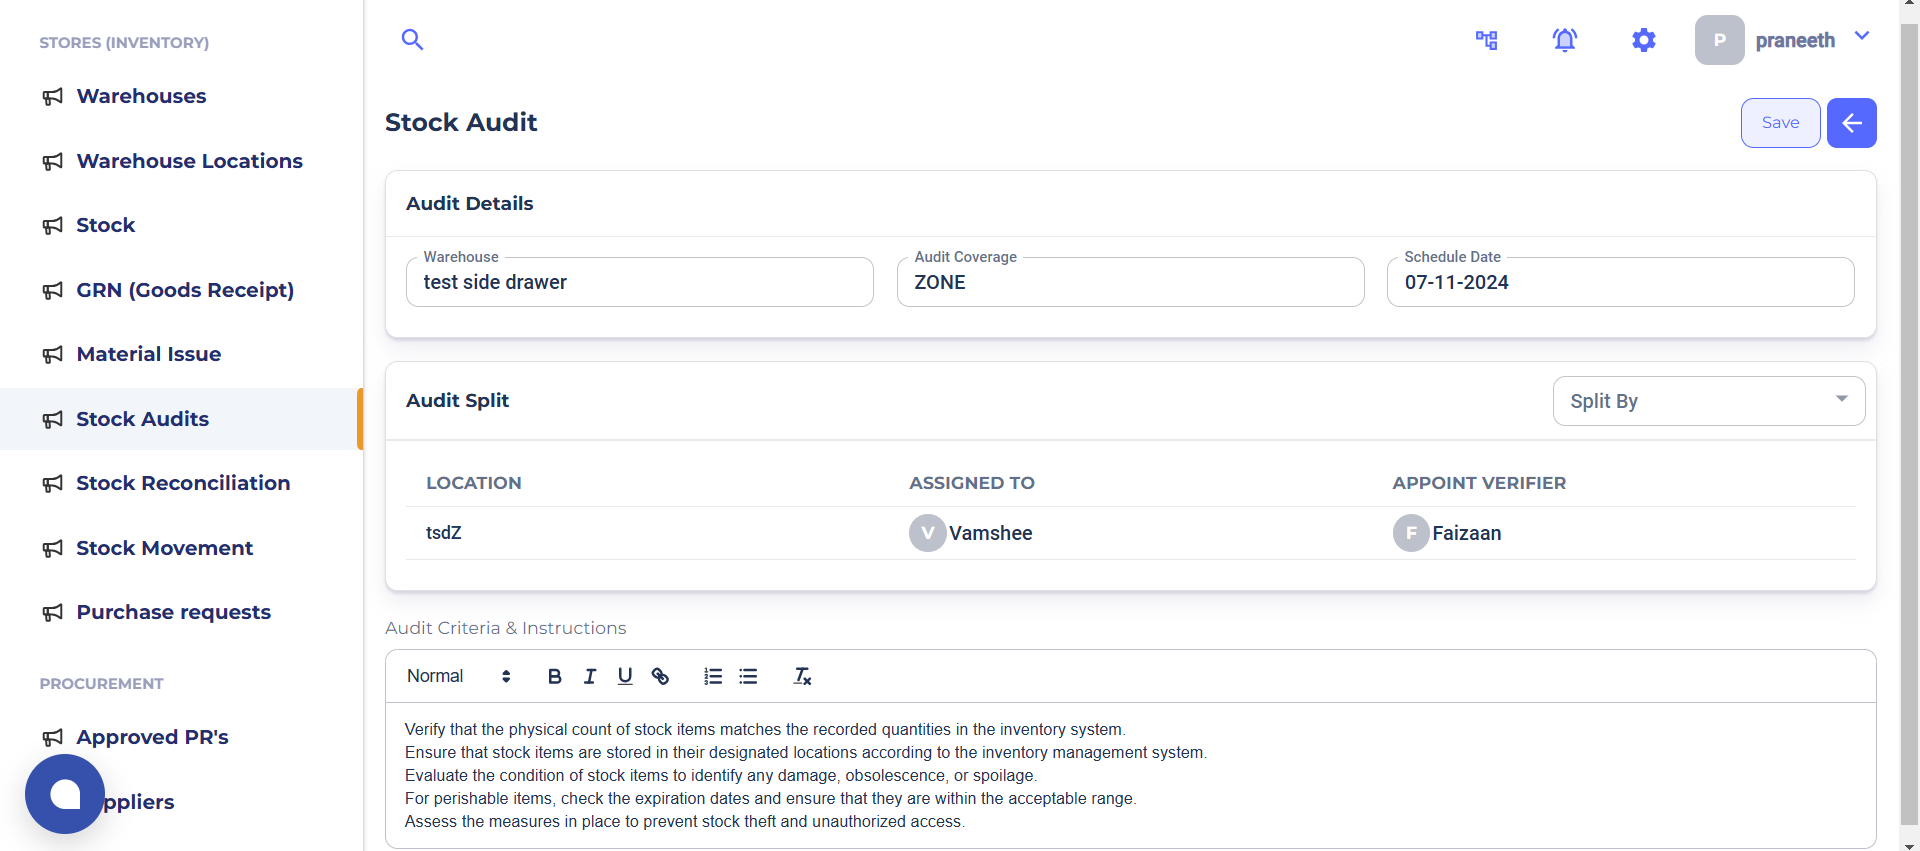 STORES (INVENTORY)
Warehouses
Warehouse Locations
Stock
GRN (Goods Receipt)
Material Issue
Stock Audits
Stock Reconciliation
Stock Movement
Purchase requests
PROCUREMENT
Approved PR's
ppliers
P praneeth
Stock Audit
Save
Audit Details
Warehouse
test side drawer
Audit Coverage
ZONE
Schedule Date
07-11-2024
Audit Split
Split By
LOCATION ASSIGNED TO APPOINT VERIFIER
tsdZ V Vamshee F Faizaan
Audit Criteria & Instructions
Normal B I U
Verify that the physical count of stock items matches the recorded quantities in the inventory system.
Ensure that stock items are stored in their designated locations according to the inventory management system.
Evaluate the condition of stock items to identify any damage, obsolescence, or spoilage.
For perishable items, check the expiration dates and ensure that they are within the acceptable range.
Assess the measures in place to prevent stock theft and unauthorized access.